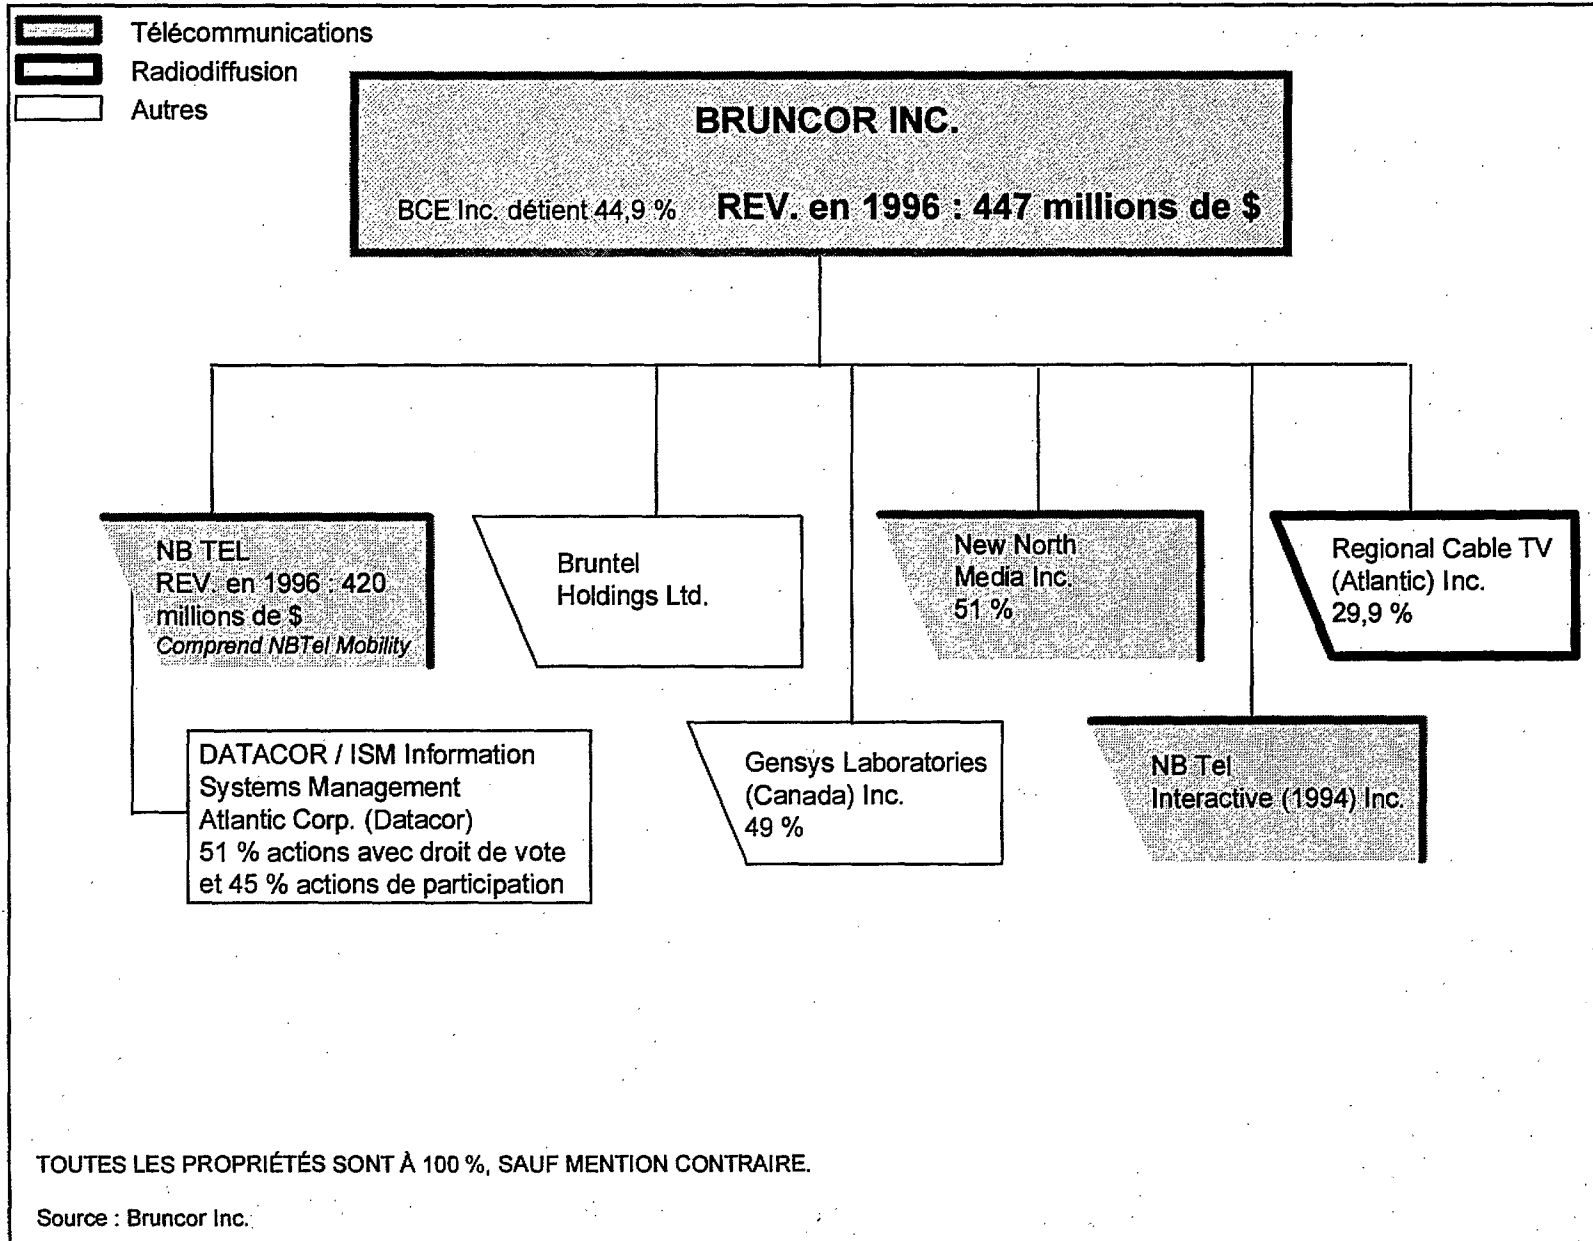 Télécommunications
Radiodiffusion
Autres
BRUNCOR INC.
BCE Inc. détient 44,9 % REV. en 1996 : 447 millions de $
NB TEL
REV. en 1996 : 420
millions de $
Comprend NBTel Mobility
Bruntel
Holdings Ltd.
New North
Media Inc.
51 %
Regional Cable TV
(Atlantic) Inc.
29,9 %
DATACOR / ISM Information
Systems Management
Atlantic Corp. (Datacor)
51 % actions avec droit de vote
et 45 % actions de participation
Gensys Laboratories
(Canada) Inc.
49 %
NB Tel
Interactive (1994) Inc.
TOUTES LES PROPRIÉTÉS SONT À 100 %, SAUF MENTION CONTRAIRE.
Source : Bruncor Inc.